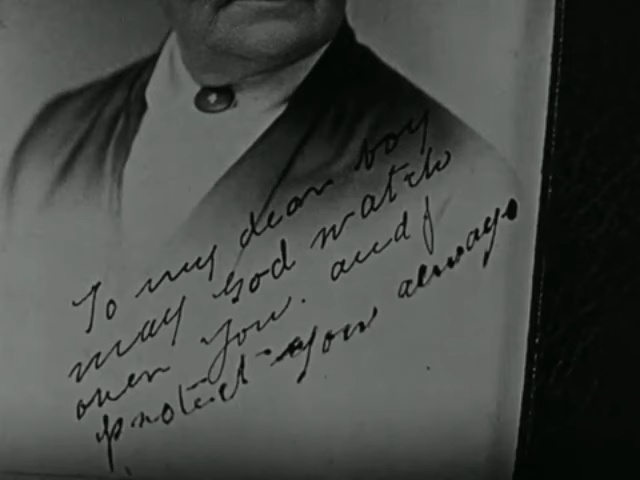 To my dear boy
may God watch
over you. and
protect you always